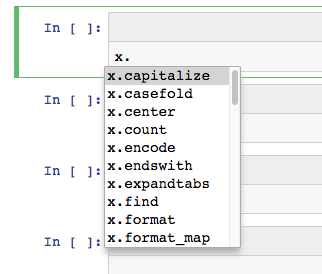 In [ ]:
x.
x.capitalize
x.casefold
In [ ]:
x.center
x.count
x.encode
x.endswith
In [ ]:
x.expandtabs
x.find
x.format
In [ ]:
x.format_map